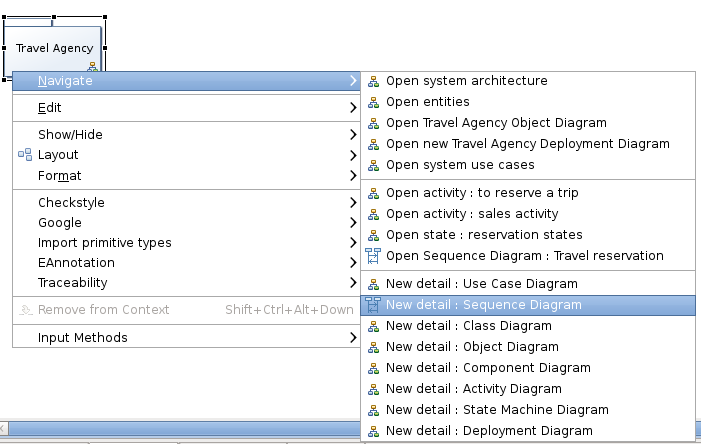 Travel Agency
Navigate
Edit
Show/Hide
Layout
Format
Checkstyle
Google
Import primitive types
EAnnotation
Traceability
Remove from Context Shift+Ctrl+Alt+Down
Input Methods
Open system architecture
Open entities
Open Travel Agency Object Diagram
Open new Travel Agency Deployment Diagram
Open system use cases
Open activity : to reserve a trip
Open activity : sales activity
Open state : reservation states
Open Sequence Diagram : Travel reservation
New detail : Use Case Diagram
New detail : Sequence Diagram
New detail : Class Diagram
New detail : Object Diagram
New detail : Component Diagram
New detail : Activity Diagram
New detail : State Machine Diagram
New detail : Deployment Diagram